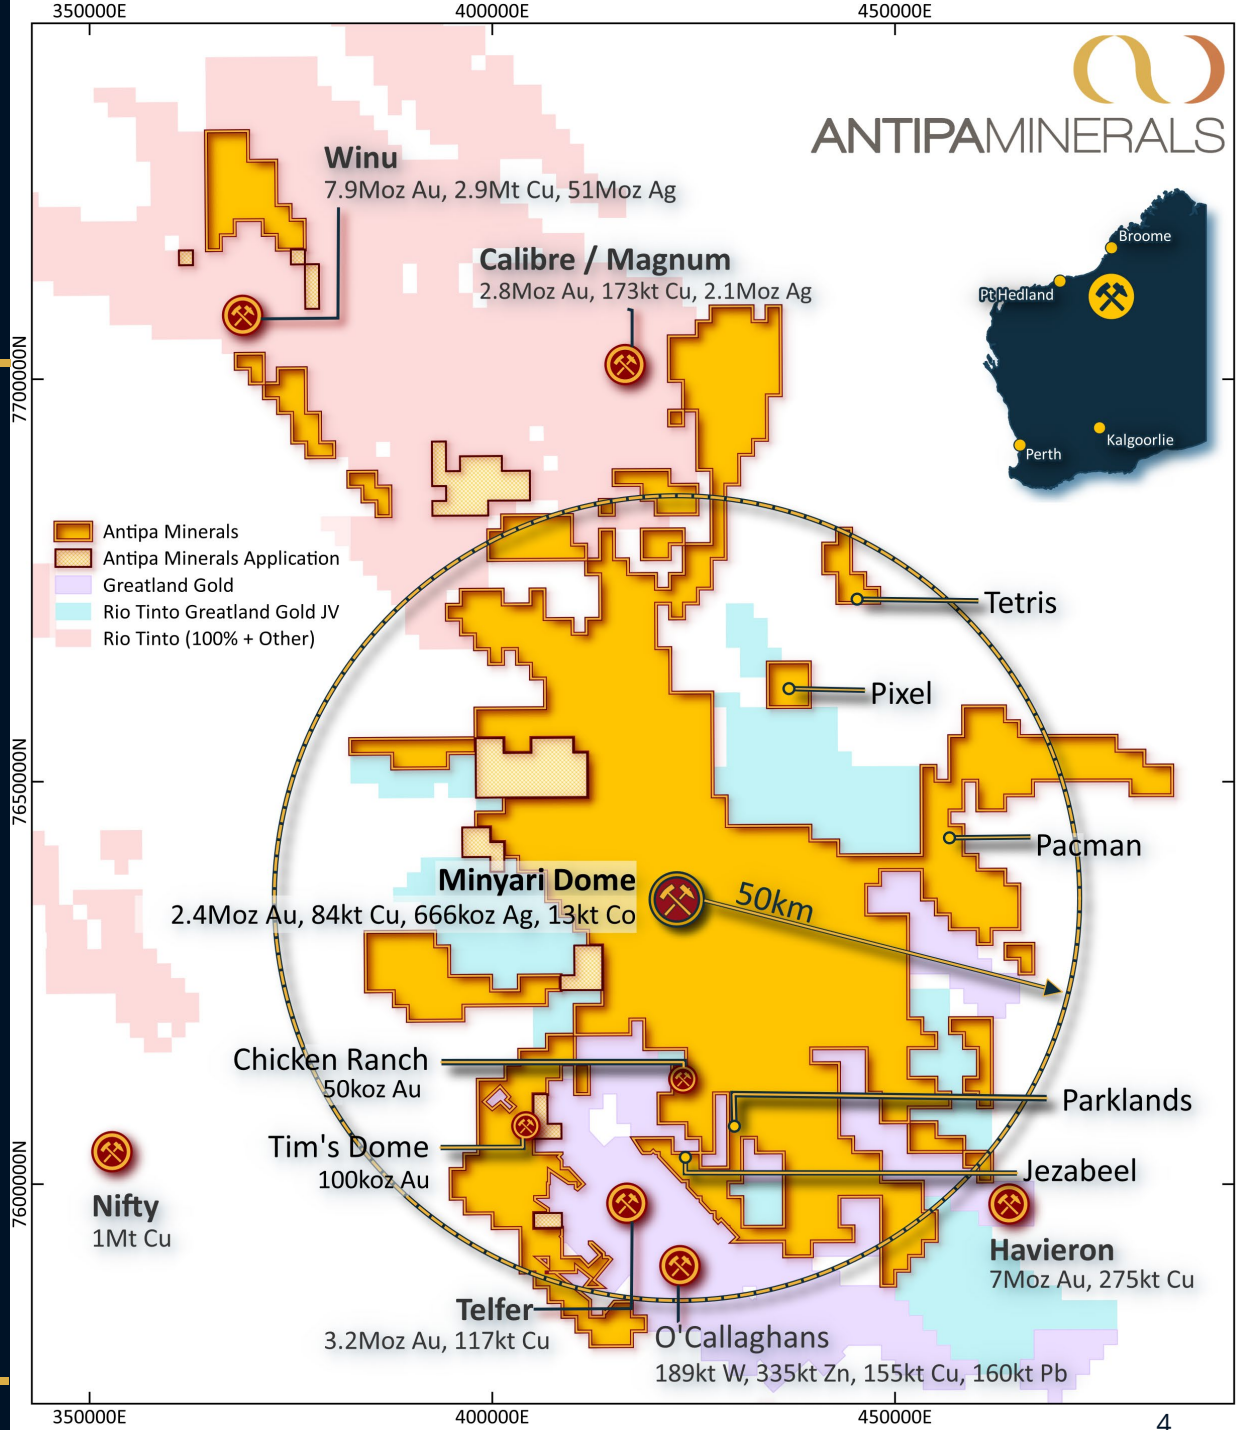 350000E 400000E 450000E
ANTIPAMINERALS
Winu
7.9Moz Au, 2.9Mt Cu, 51Moz Ag
Calibre / Magnum
2.8Moz Au, 173kt Cu, 2.1Moz Ag
Broome
Pt Hedland
Kalgoorlie
Perth
7700000N
Antipa Minerals
Antipa Minerals Application
Greatland Gold
Rio Tinto Greatland Gold JV
Rio Tinto (100% + Other)
Tetris
Pixel
7650000N
Pacman
Minyari Dome
2.4Moz Au, 84kt Cu, 666koz Ag, 13kt Co
50km
Chicken Ranch
50koz Au
Parklands
Tim's Dome
100koz Au
Jezabeel
7600000N
Nifty
1Mt Cu
Havieron
7Moz Au, 275kt Cu
Telfer
3.2Moz Au, 117kt Cu
O'Callaghans
189kt W, 335kt Zn, 155kt Cu, 160kt Pb
350000E 400000E 450000E
4